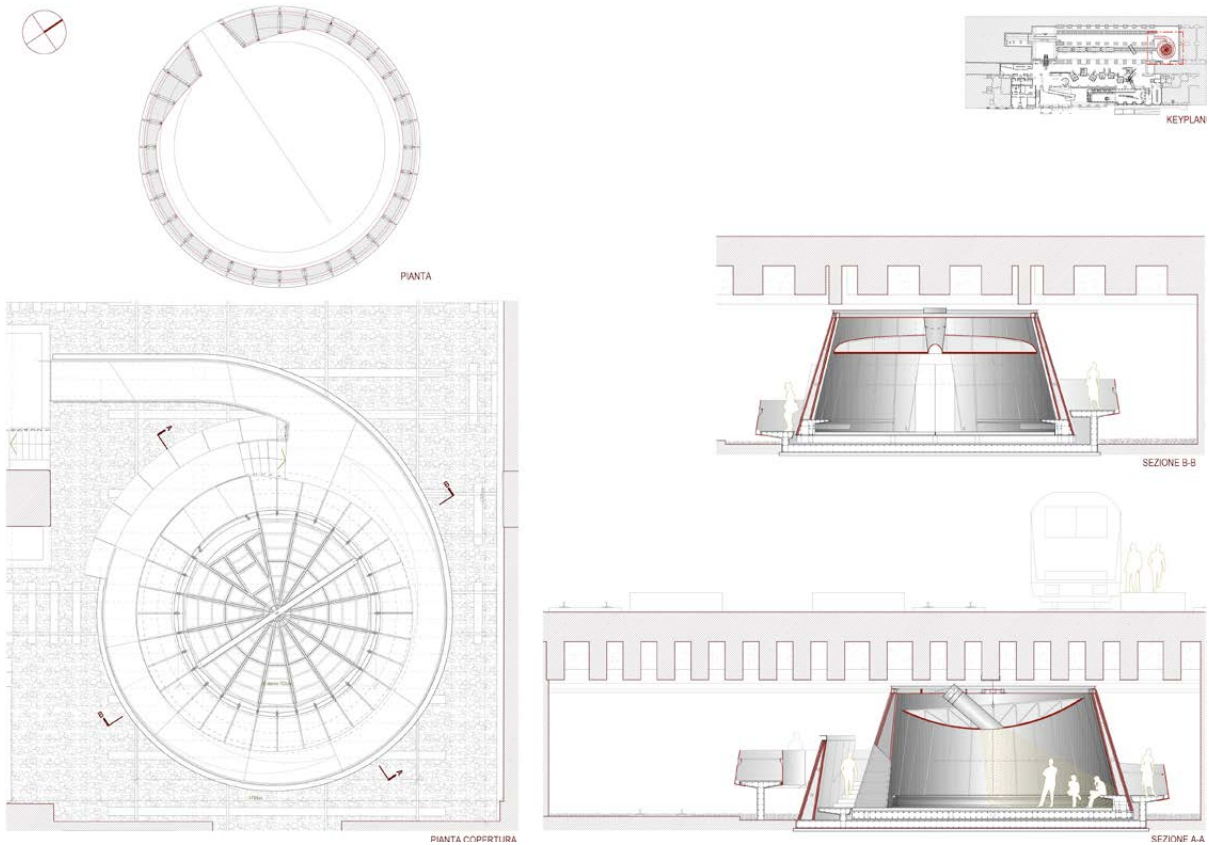 PIANTA
KEYPLAN
SEZIONE B-B
A
B
B
A
PIANTA COPERTURA
SEZIONE A-A